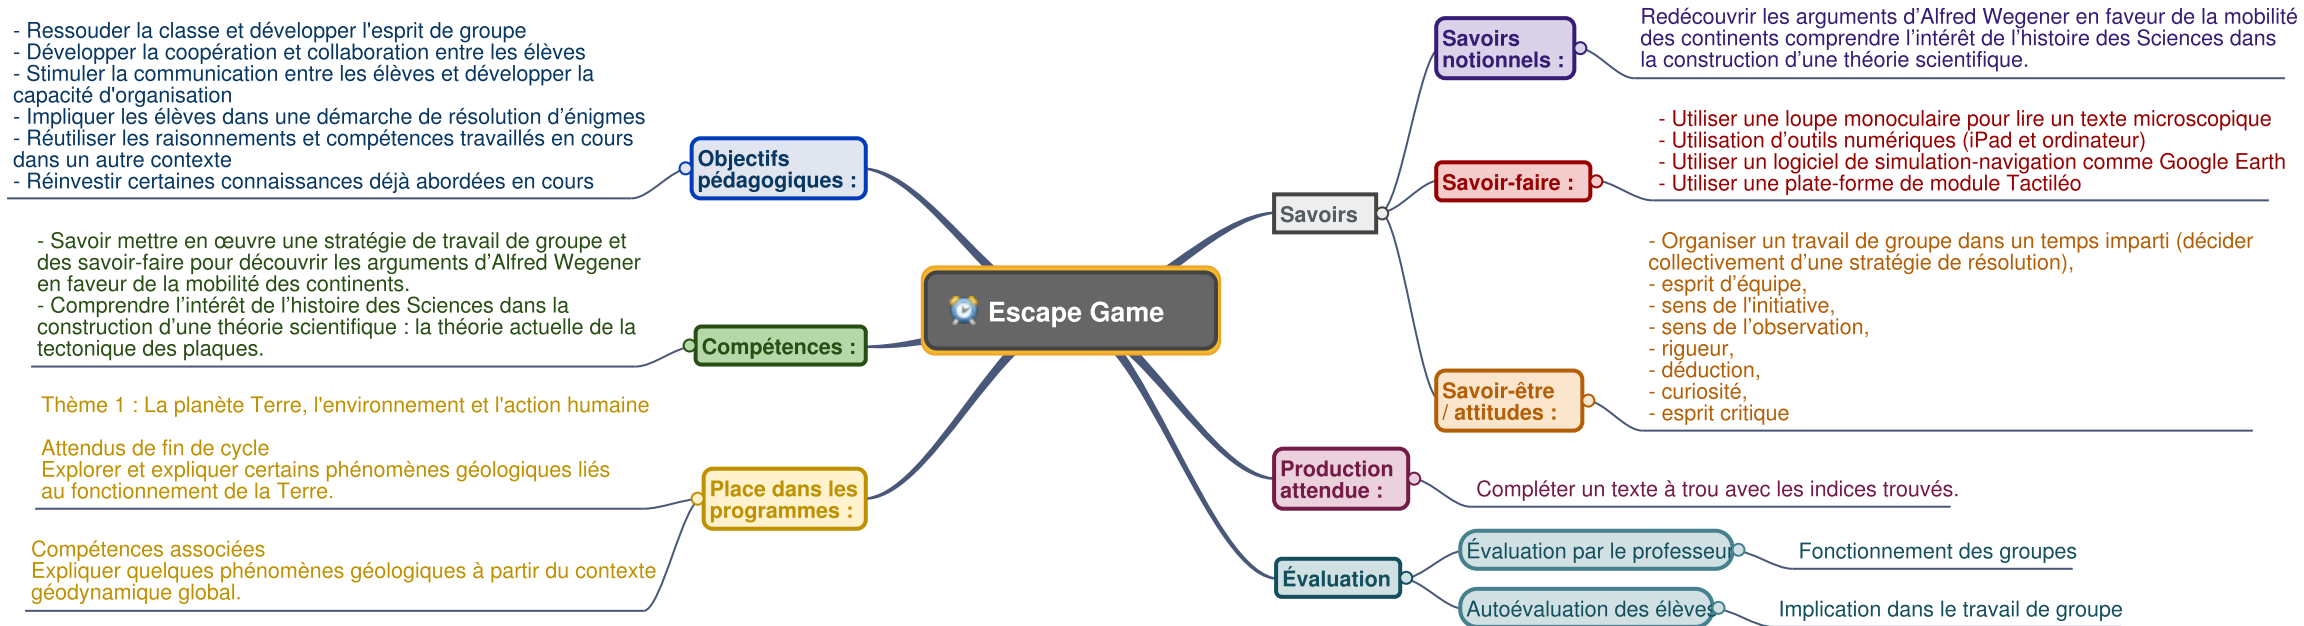 - Ressouder la classe et développer l'esprit de groupe
- Développer la coopération et collaboration entre les élèves
- Stimuler la communication entre les élèves et développer la
capacité d'organisation
- Impliquer les élèves dans une démarche de résolution d’énigmes
- Réutiliser les raisonnements et compétences travaillés en cours
dans un autre contexte
- Réinvestir certaines connaissances déjà abordées en cours
Objectifs
pédagogiques :
- Savoir mettre en œuvre une stratégie de travail de groupe et
des savoir-faire pour découvrir les arguments d’Alfred Wegener
en faveur de la mobilité des continents.
- Comprendre l’intérêt de l’histoire des Sciences dans la
construction d’une théorie scientifique : la théorie actuelle de la
tectonique des plaques.
Compétences :
Thème 1 : La planète Terre, l'environnement et l'action humaine
Attendus de fin de cycle
Explorer et expliquer certains phénomènes géologiques liés
au fonctionnement de la Terre.
Place dans les
programmes :
Compétences associées
Expliquer quelques phénomènes géologiques à partir du contexte
géodynamique global.
Escape Game
Savoirs
Savoirs
notionnels :
Redécouvrir les arguments d’Alfred Wegener en faveur de la mobilité
des continents comprendre l’intérêt de l’histoire des Sciences dans
la construction d’une théorie scientifique.
Savoir-faire :
- Utiliser une loupe monoculaire pour lire un texte microscopique
- Utilisation d’outils numériques (iPad et ordinateur)
- Utiliser un logiciel de simulation-navigation comme Google Earth
- Utiliser une plate-forme de module Tactiléo
Savoir-être
/ attitudes :
- Organiser un travail de groupe dans un temps imparti (décider
collectivement d’une stratégie de résolution),
- esprit d’équipe,
- sens de l'initiative,
- sens de l’observation,
- rigueur,
- déduction,
- curiosité,
- esprit critique
Production
attendue :
Compléter un texte à trou avec les indices trouvés.
Évaluation
Évaluation par le professeur
Fonctionnement des groupes
Autoévaluation des élèves
Implication dans le travail de groupe